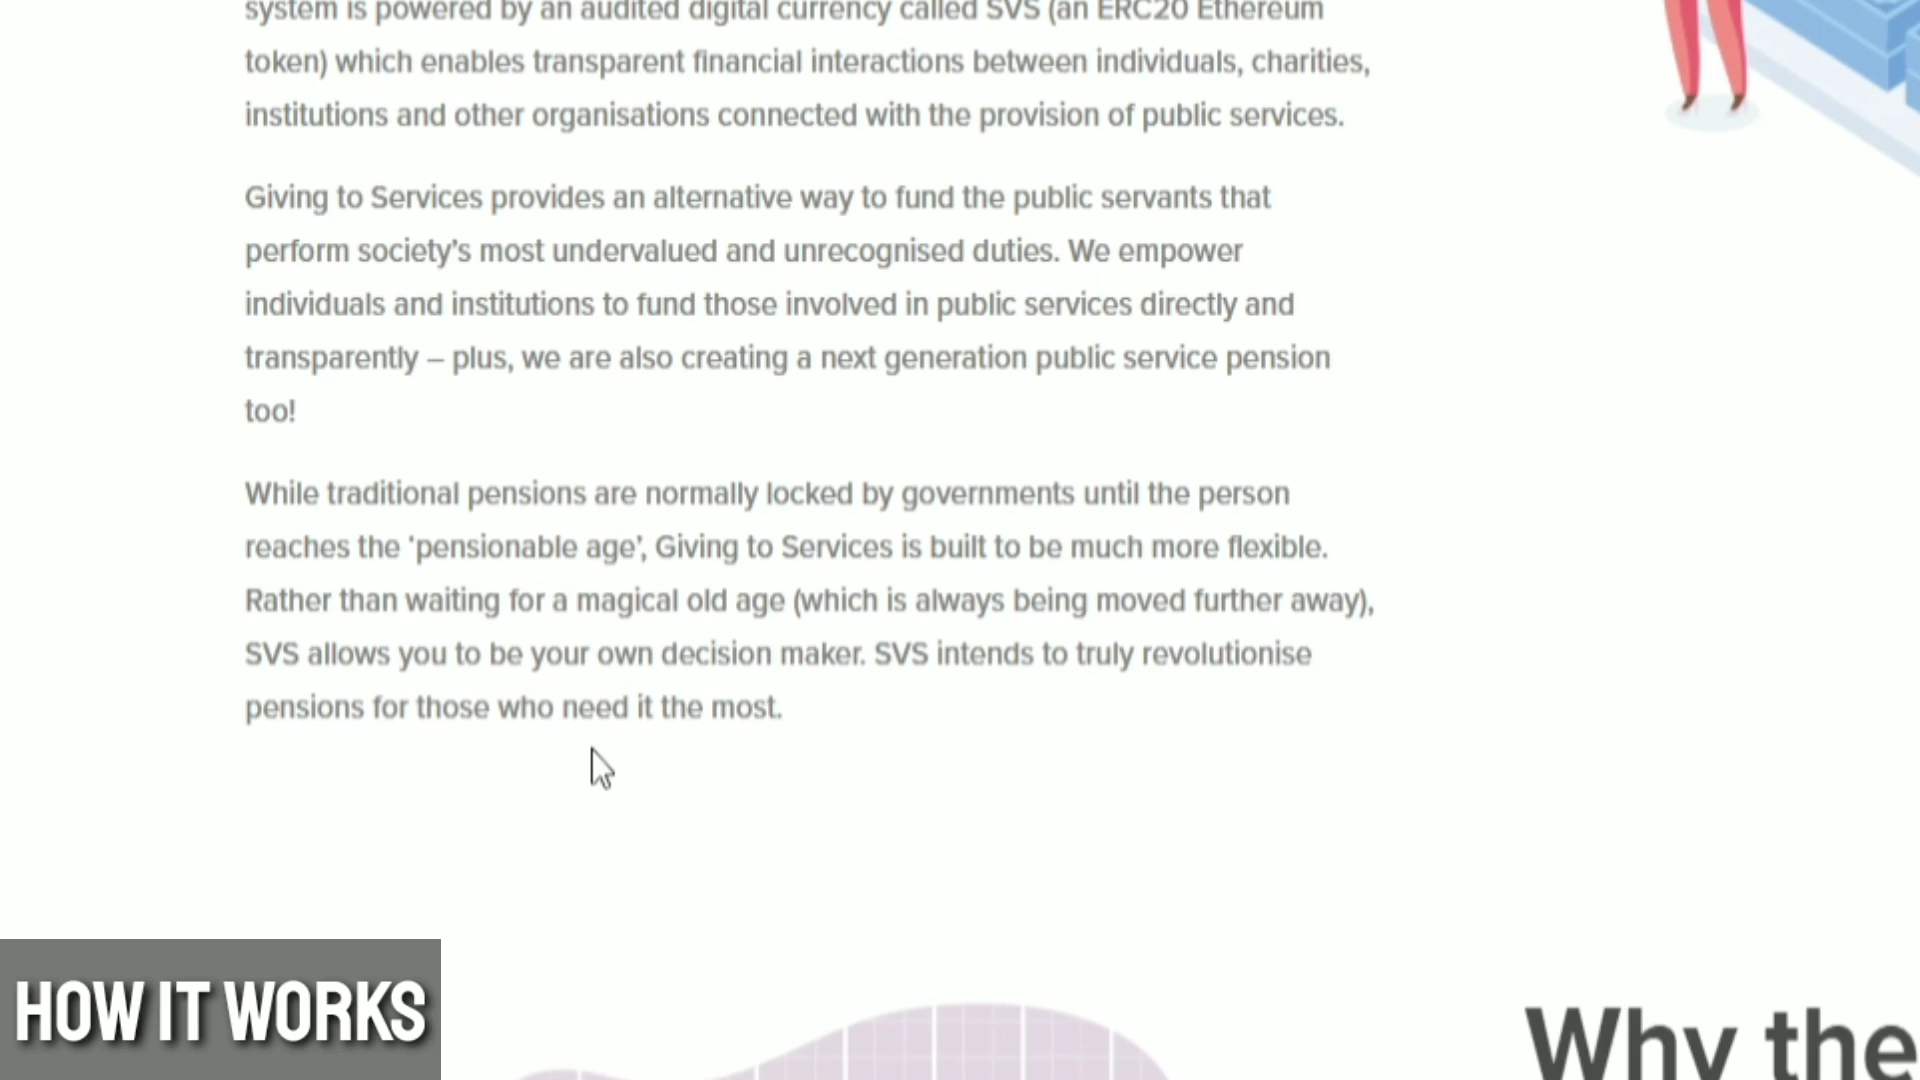 system is powered by an audited digital currency called SVS (an ERC20 Ethereum
token) which enables transparent financial interactions between individuals, charities,
institutions and other organisations connected with the provision of public services.
Giving to Services provides an alternative way to fund the public servants that
perform society’s most undervalued and unrecognised duties. We empower
individuals and institutions to fund those involved in public services directly and
transparently – plus, we are also creating a next generation public service pension
too!
While traditional pensions are normally locked by governments until the person
reaches the ‘pensionable age’, Giving to Services is built to be much more flexible.
Rather than waiting for a magical old age (which is always being moved further away),
SVS allows you to be your own decision maker. SVS intends to truly revolutionise
pensions for those who need it the most.
HOW IT WORKS
Why the